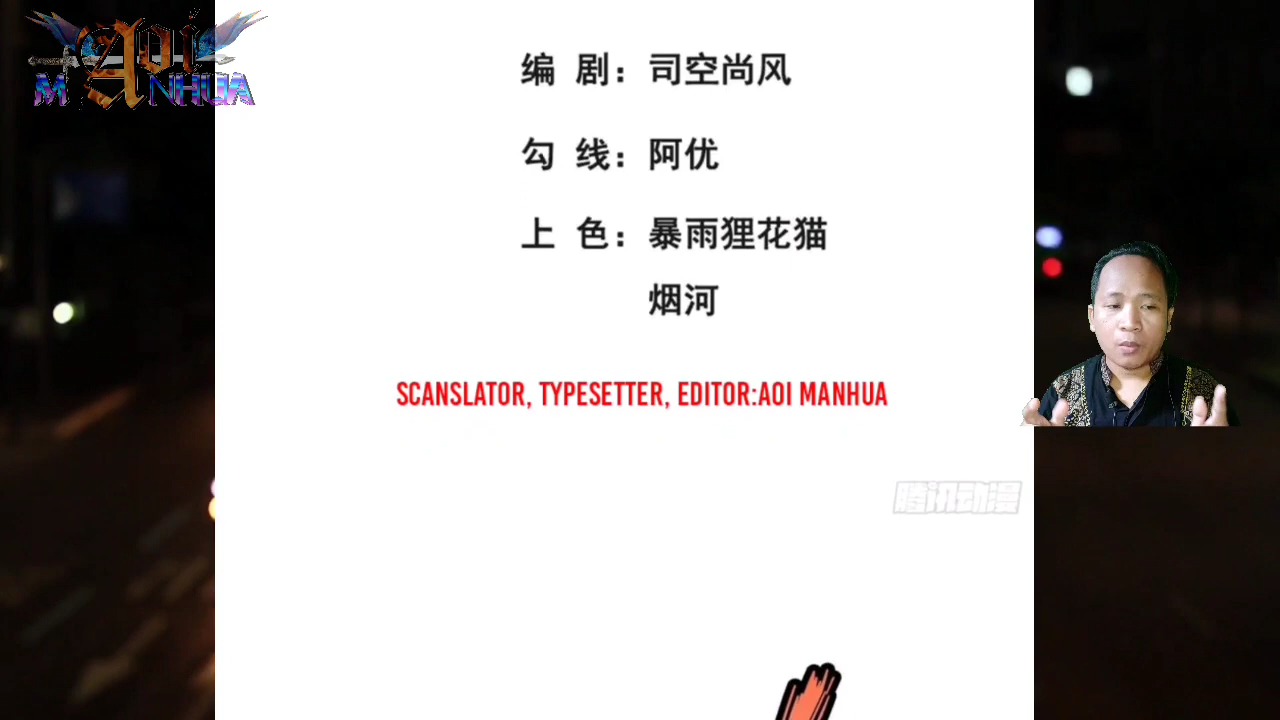 Aoi
MANHUA
编 剧：司空尚风
勾 线：阿优
上 色：暴雨狸花猫
烟河
SCANSLATOR, TYPESETTER, EDITOR:AOI MANHUA
腾讯动漫